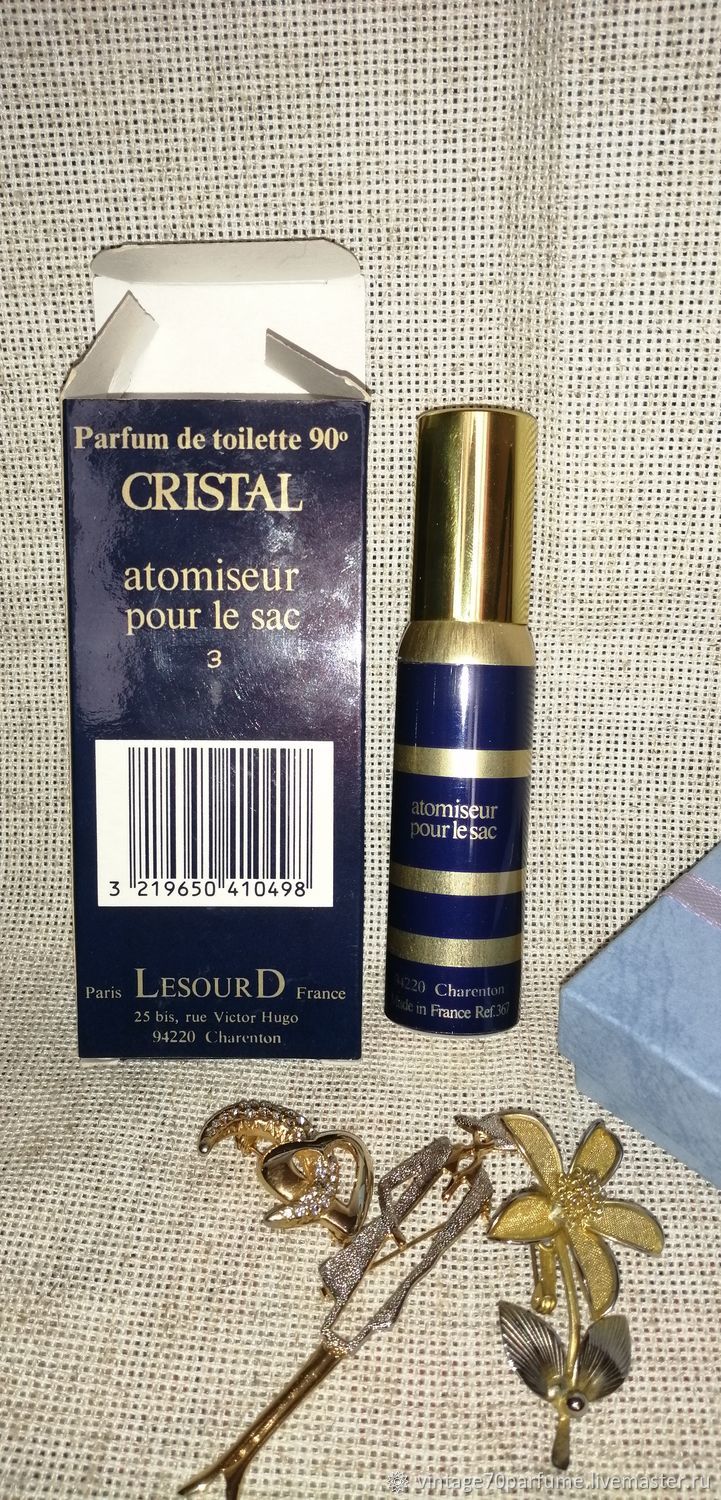 Parfum de toilette 90°
CRISTAL
atomiseur
pour le sac
3
3 219650 410498
Paris LESOURD France
25 bis, rue Victor Hugo
94220 Charenton
atomiseur
pour le sac
94220 Charenton
Made in France Ref.367
vintage70parfume.livemaster.ru